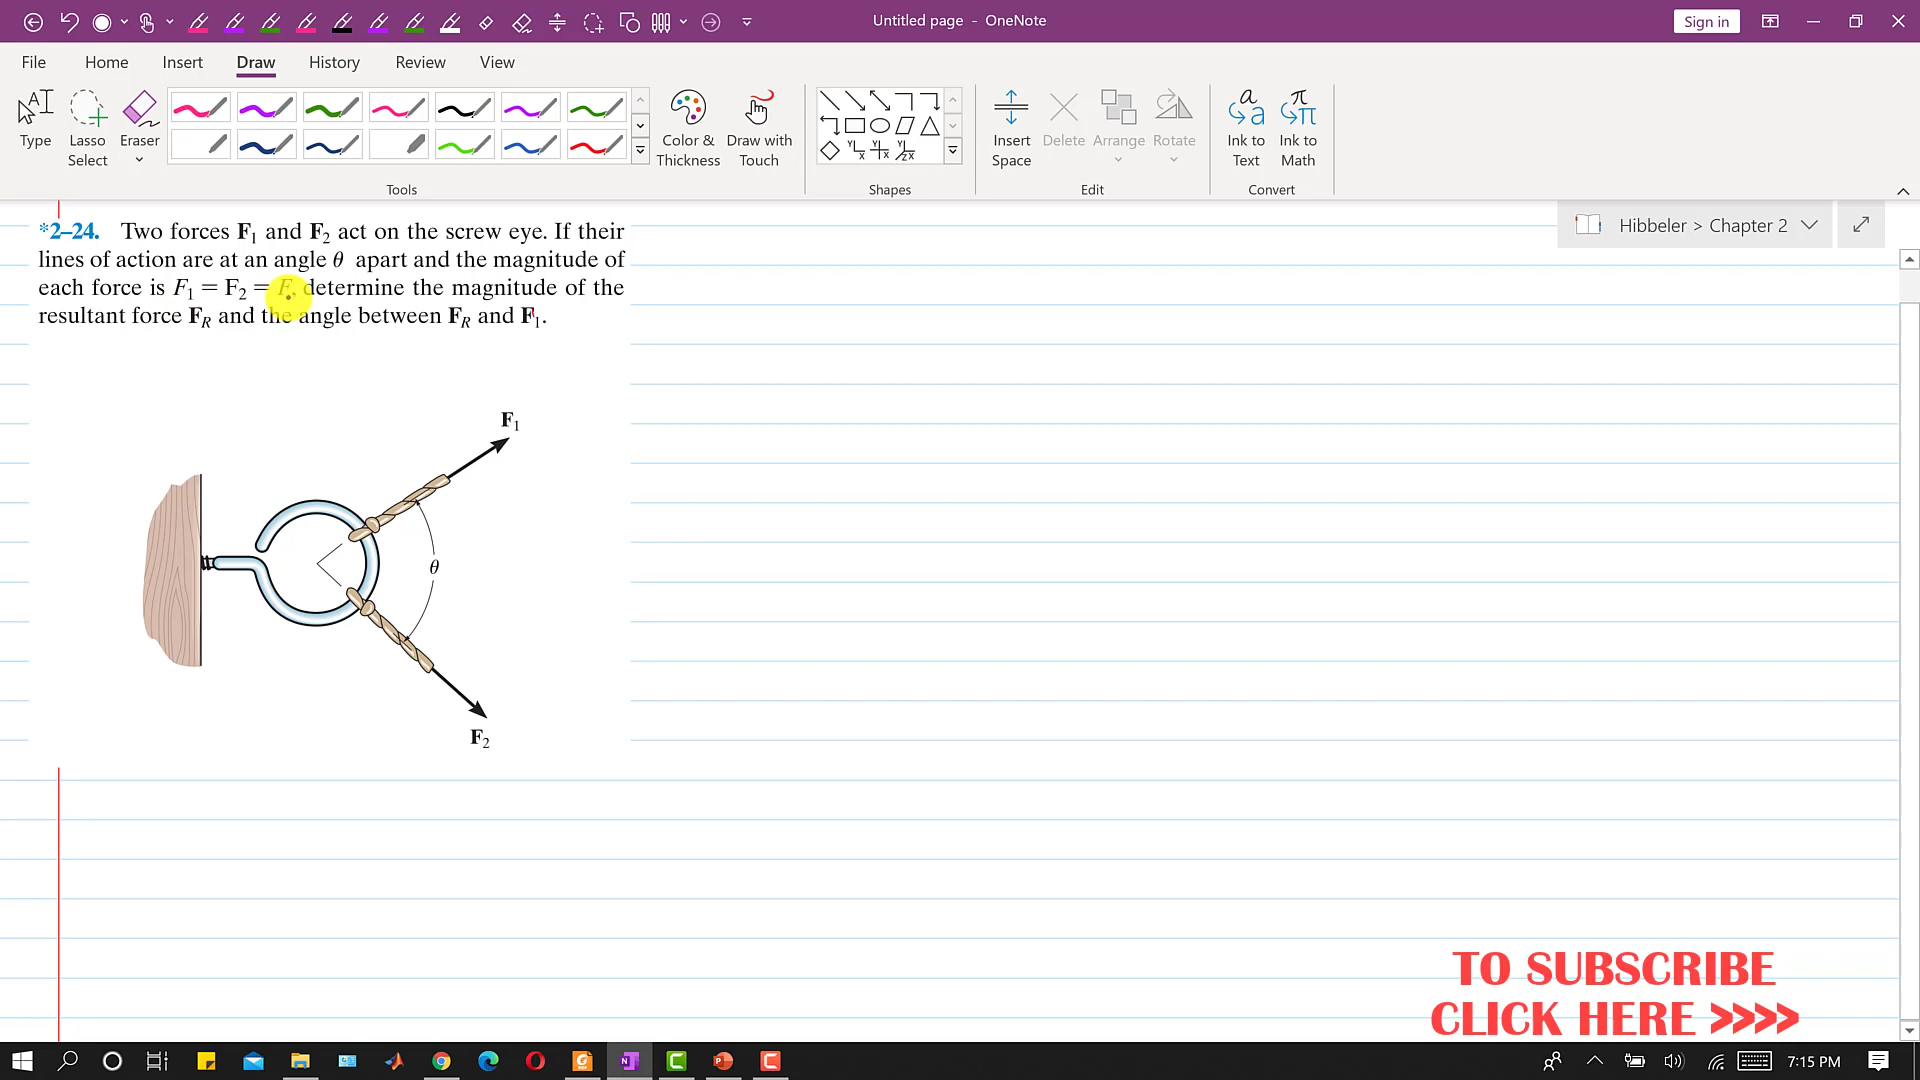 Untitled page - OneNote
Sign in
File Home Insert Draw History Review View
Type
Lasso Select
Eraser
Color & Thickness
Draw with Touch
Insert Space
Delete
Arrange
Rotate
Ink to Text
Ink to Math
Tools
Shapes
Edit
Convert
Hibbeler > Chapter 2
*2–24. Two forces F1 and F2 act on the screw eye. If their
lines of action are at an angle θ apart and the magnitude of
each force is F1 = F2 = F, determine the magnitude of the
resultant force FR and the angle between FR and F1.
F1
θ
F2
TO SUBSCRIBE
CLICK HERE >>>>
7:15 PM